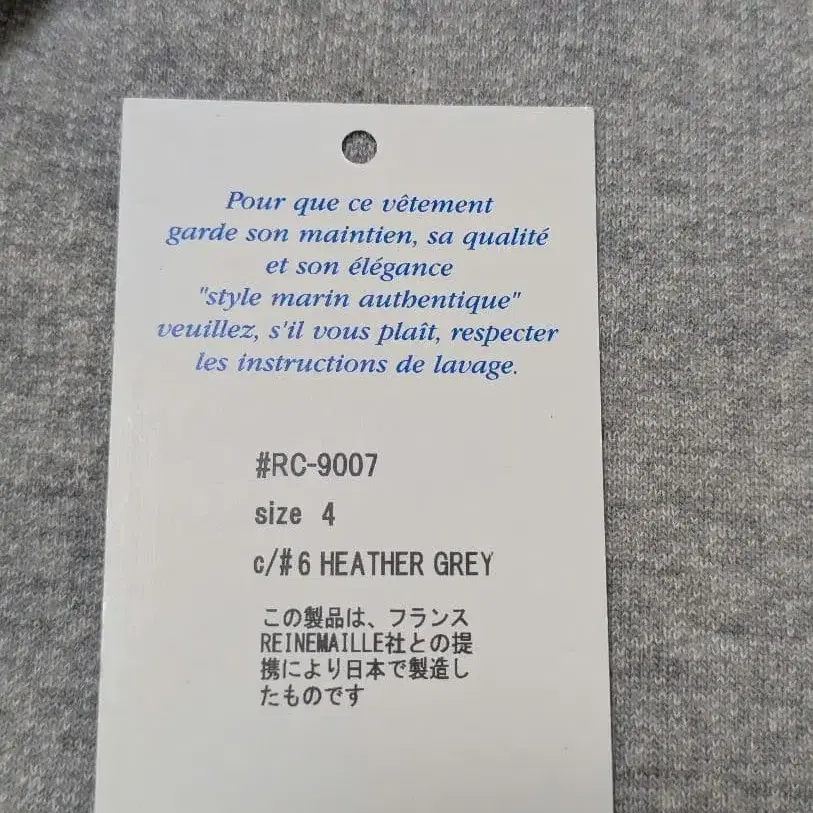 Pour que ce vêtement
garde son maintien, sa qualité
et son élégance
"style marin authentique"
veuillez, s'il vous plaît, respecter
les instructions de lavage.
#RC-9007
size 4
c/#6 HEATHER GREY
この製品は、フランス
REINEMAILLE社との提
携により日本で製造し
たものです